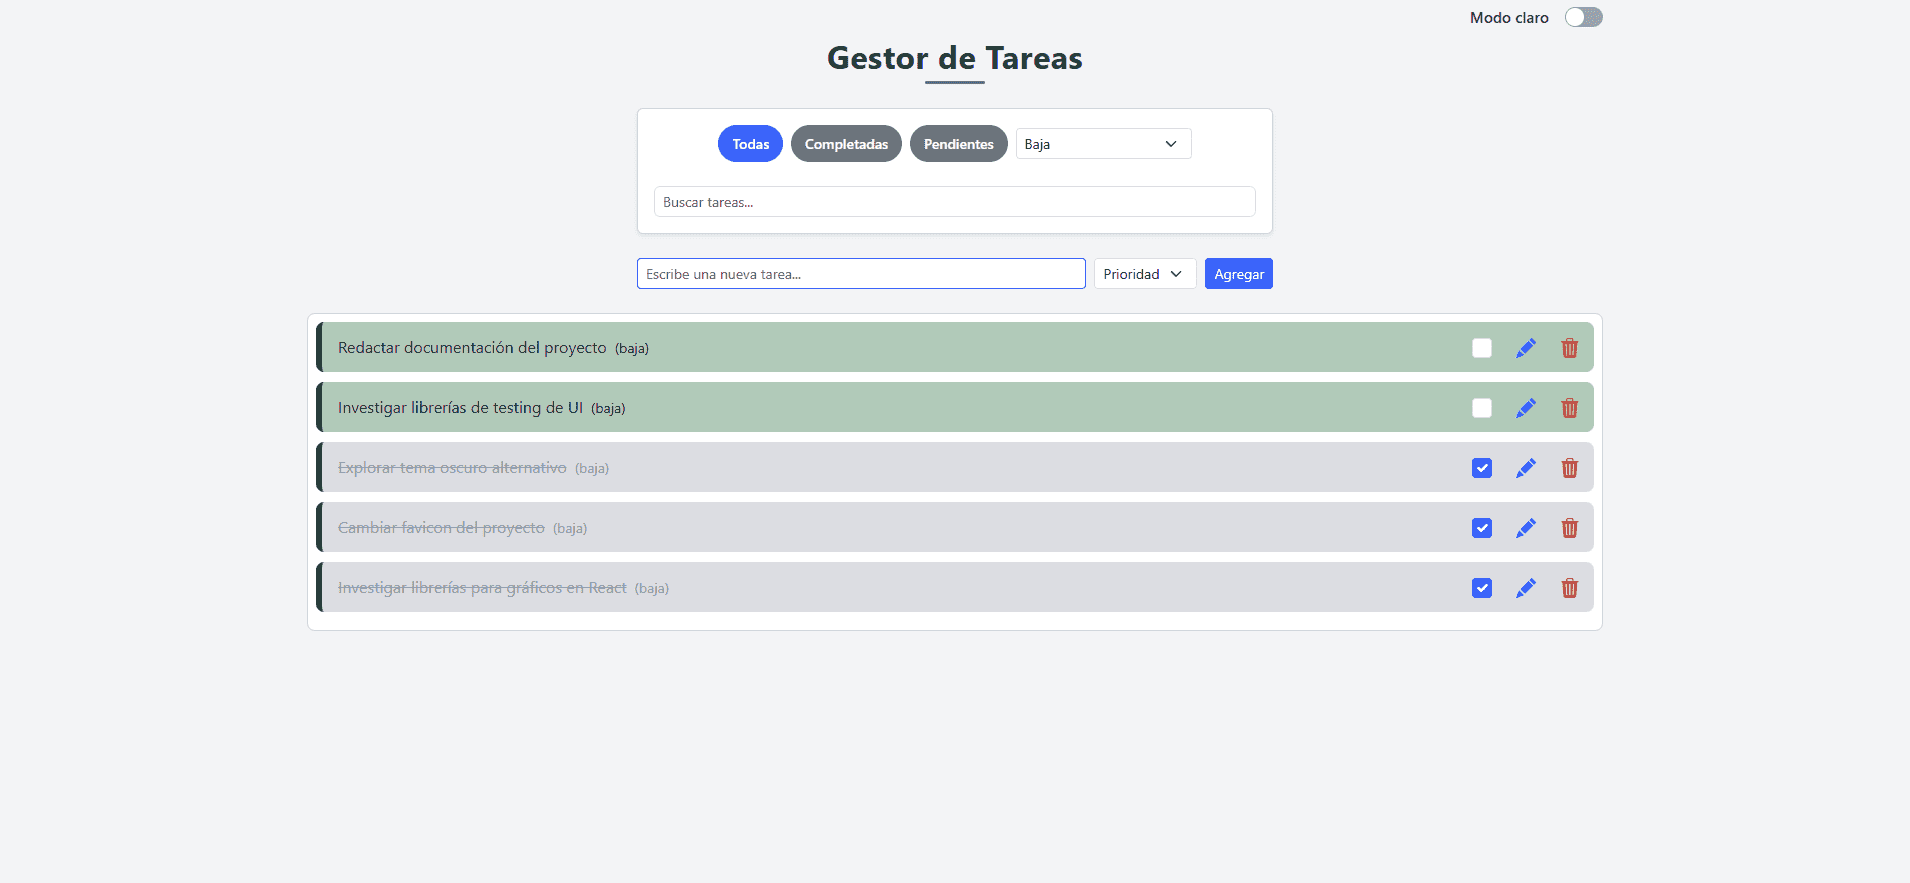 Modo claro
Gestor de Tareas
Todas Completadas Pendientes Baja
Buscar tareas...
Escribe una nueva tarea... Prioridad Agregar
Redactar documentación del proyecto (baja)
Investigar librerías de testing de UI (baja)
Explorar tema oscuro alternativo (baja)
Cambiar favicon del proyecto (baja)
Investigar librerías para gráficos en React (baja)